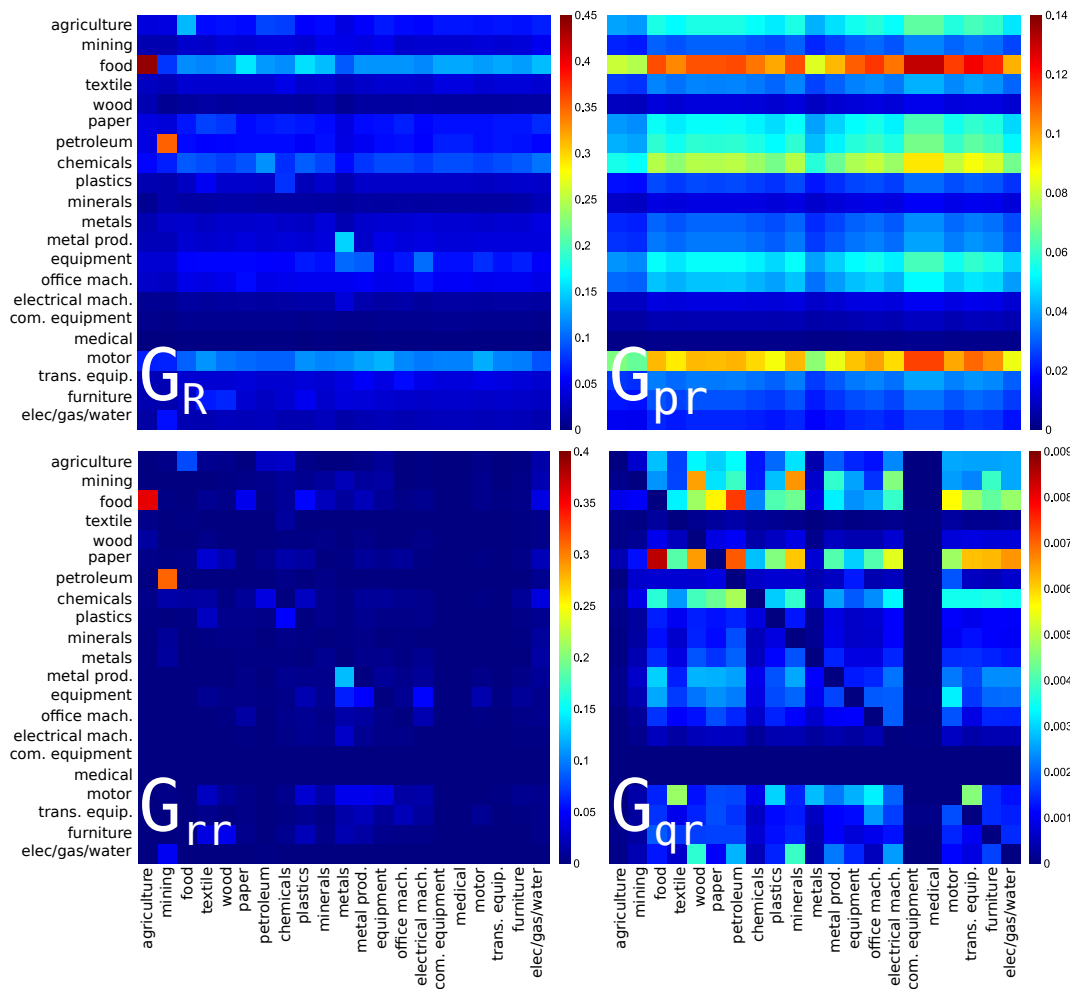 agriculture
mining
food
textile
wood
paper
petroleum
chemicals
plastics
minerals
metals
metal prod.
equipment
office mach.
electrical mach.
com. equipment
medical
motor
trans. equip.
furniture
elec/gas/water
G_R
0.45
0.4
0.35
0.3
0.25
0.2
0.15
0.1
0.05
0
G_pr
0.14
0.12
0.1
0.08
0.06
0.04
0.02
0
agriculture
mining
food
textile
wood
paper
petroleum
chemicals
plastics
minerals
metals
metal prod.
equipment
office mach.
electrical mach.
com. equipment
medical
motor
trans. equip.
furniture
elec/gas/water
G_rr
0.4
0.35
0.3
0.25
0.2
0.15
0.1
0.05
0
G_qr
0.009
0.008
0.007
0.006
0.005
0.004
0.003
0.002
0.001
0
agriculture
mining
food
textile
wood
paper
petroleum
chemicals
plastics
minerals
metals
metal prod.
equipment
office mach.
electrical mach.
com. equipment
medical
motor
trans. equip.
furniture
elec/gas/water
agriculture
mining
food
textile
wood
paper
petroleum
chemicals
plastics
minerals
metals
metal prod.
equipment
office mach.
electrical mach.
com. equipment
medical
motor
trans. equip.
furniture
elec/gas/water